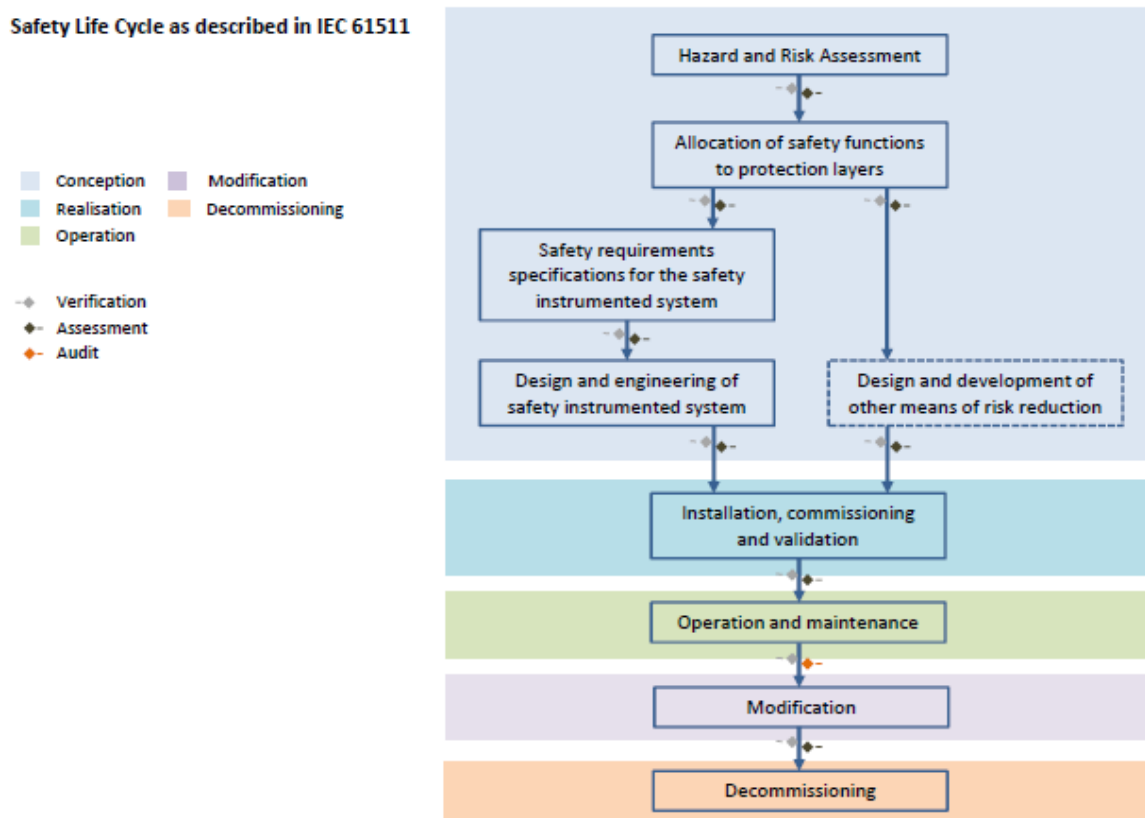 Safety Life Cycle as described in IEC 61511
Conception
Modification
Realisation
Decommissioning
Operation
Verification
Assessment
Audit
Hazard and Risk Assessment
Allocation of safety functions
to protection layers
Safety requirements
specifications for the safety
instrumented system
Design and engineering of
safety instrumented system
Design and development of
other means of risk reduction
Installation, commissioning
and validation
Operation and maintenance
Modification
Decommissioning